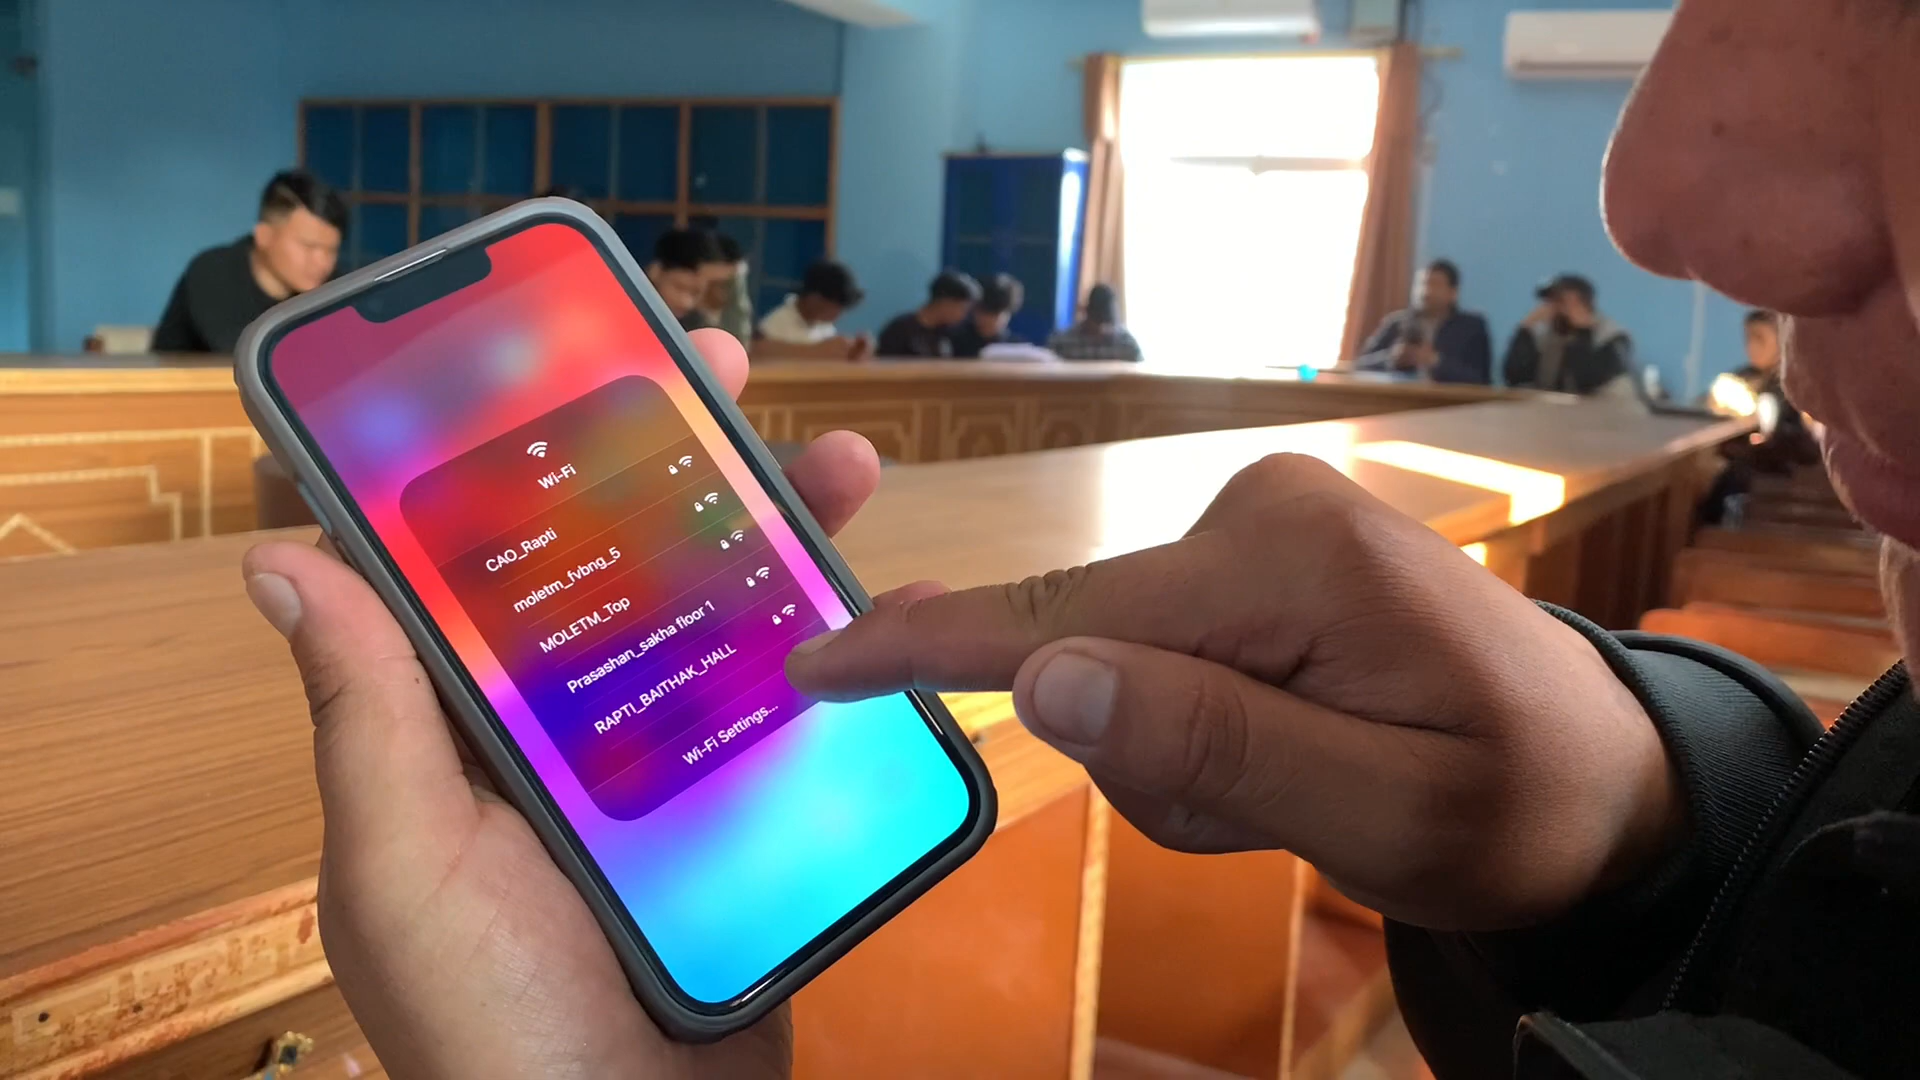 Wi-Fi
CAO_Rapti
moletm_fvbng_5
MOLETM_Top
Prasashan_sakha floor 1
RAPTI_BAITHAK_HALL
Wi-Fi Settings...